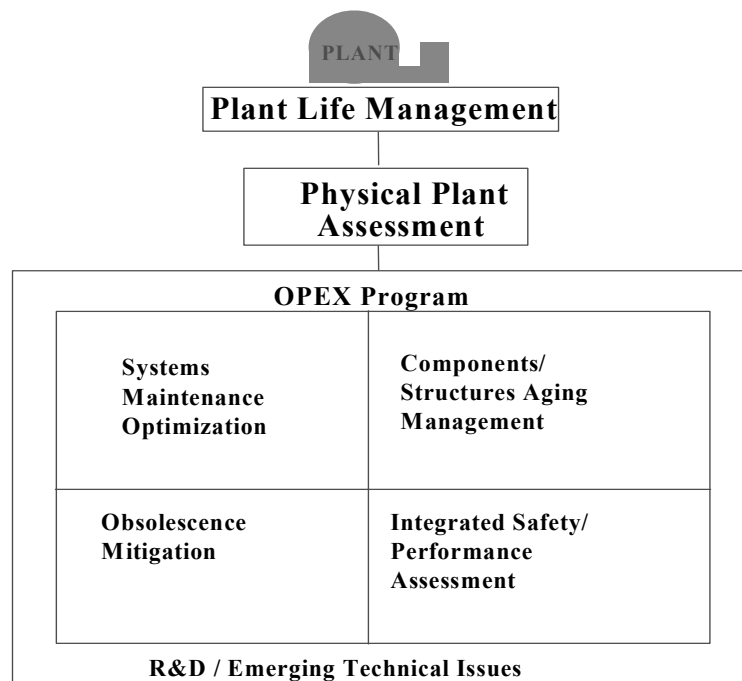 PLANT
Plant Life Management
Physical Plant
Assessment
OPEX Program
Systems
Maintenance
Optimization
Components/
Structures Aging
Management
Obsolescence
Mitigation
Integrated Safety/
Performance
Assessment
R&D / Emerging Technical Issues